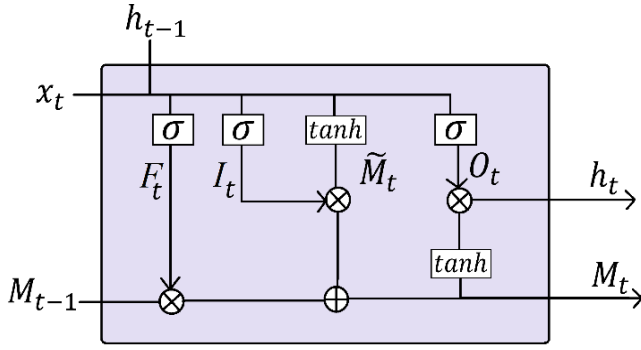 h_{t-1}
x_t
σ σ tanh σ
F_t I_t M̃_t O_t
h_t
tanh
M_{t-1} M_t